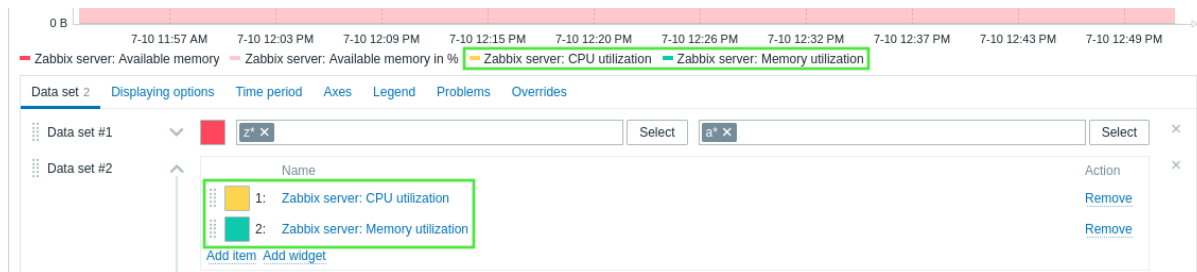 0 B
7-10 11:57 AM 7-10 12:03 PM 7-10 12:09 PM 7-10 12:15 PM 7-10 12:20 PM 7-10 12:26 PM 7-10 12:32 PM 7-10 12:37 PM 7-10 12:43 PM 7-10 12:49 PM
Zabbix server: Available memory Zabbix server: Available memory in % Zabbix server: CPU utilization Zabbix server: Memory utilization
Data set 2 Displaying options Time period Axes Legend Problems Overrides
Data set #1 z* Select a* Select
Data set #2 Name Action
1: Zabbix server: CPU utilization Remove
2: Zabbix server: Memory utilization Remove
Add item Add widget